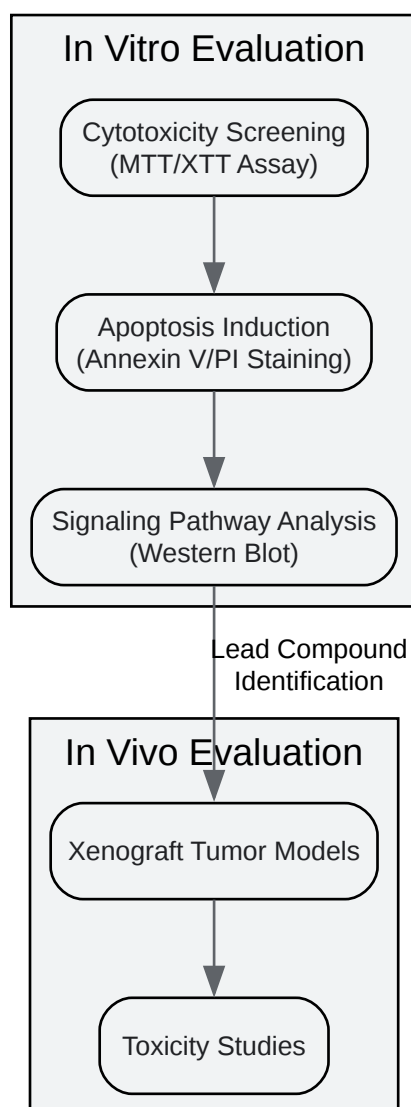 In Vitro Evaluation
Cytotoxicity Screening
(MTT/XTT Assay)
Apoptosis Induction
(Annexin V/PI Staining)
Signaling Pathway Analysis
(Western Blot)
Lead Compound
Identification
In Vivo Evaluation
Xenograft Tumor Models
Toxicity Studies